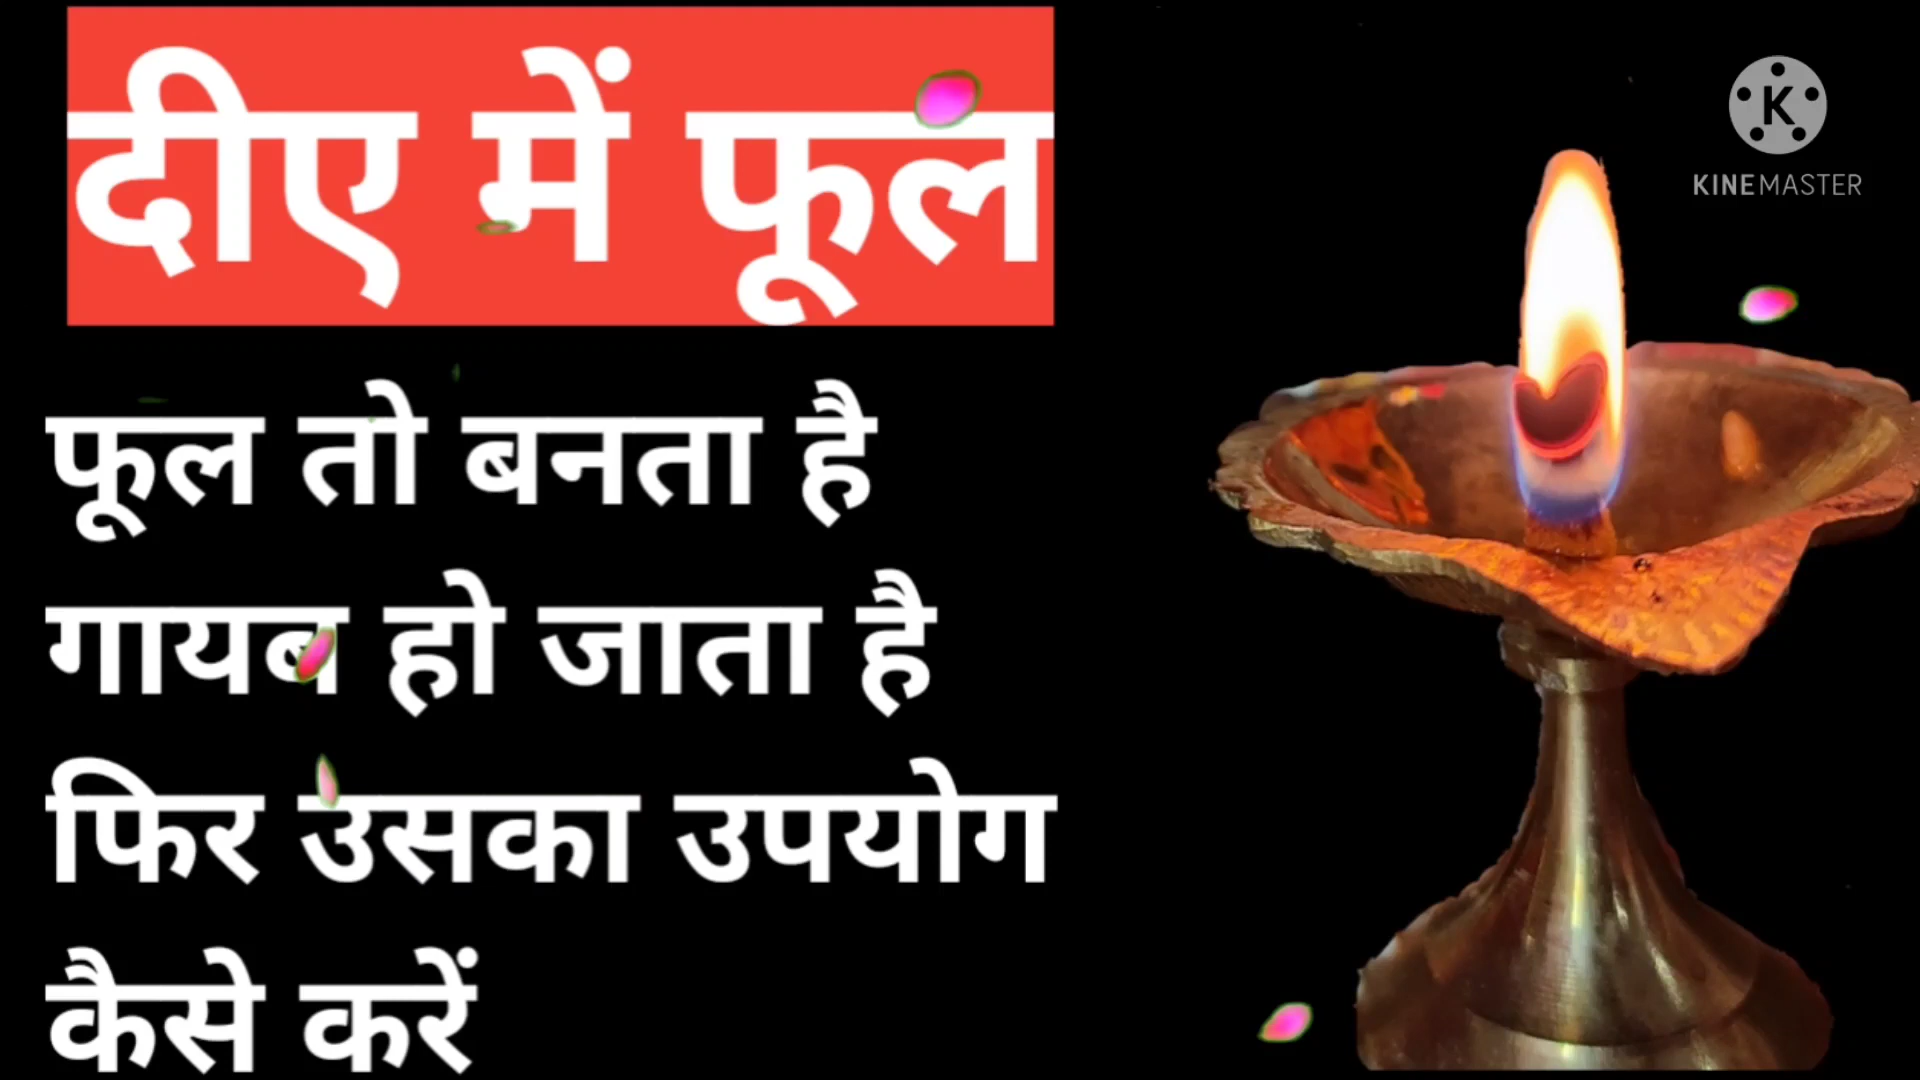 दीए में फूल
KINEMASTER
फूल तो बनता है
गायब हो जाता है
फिर उसका उपयोग
कैसे करें